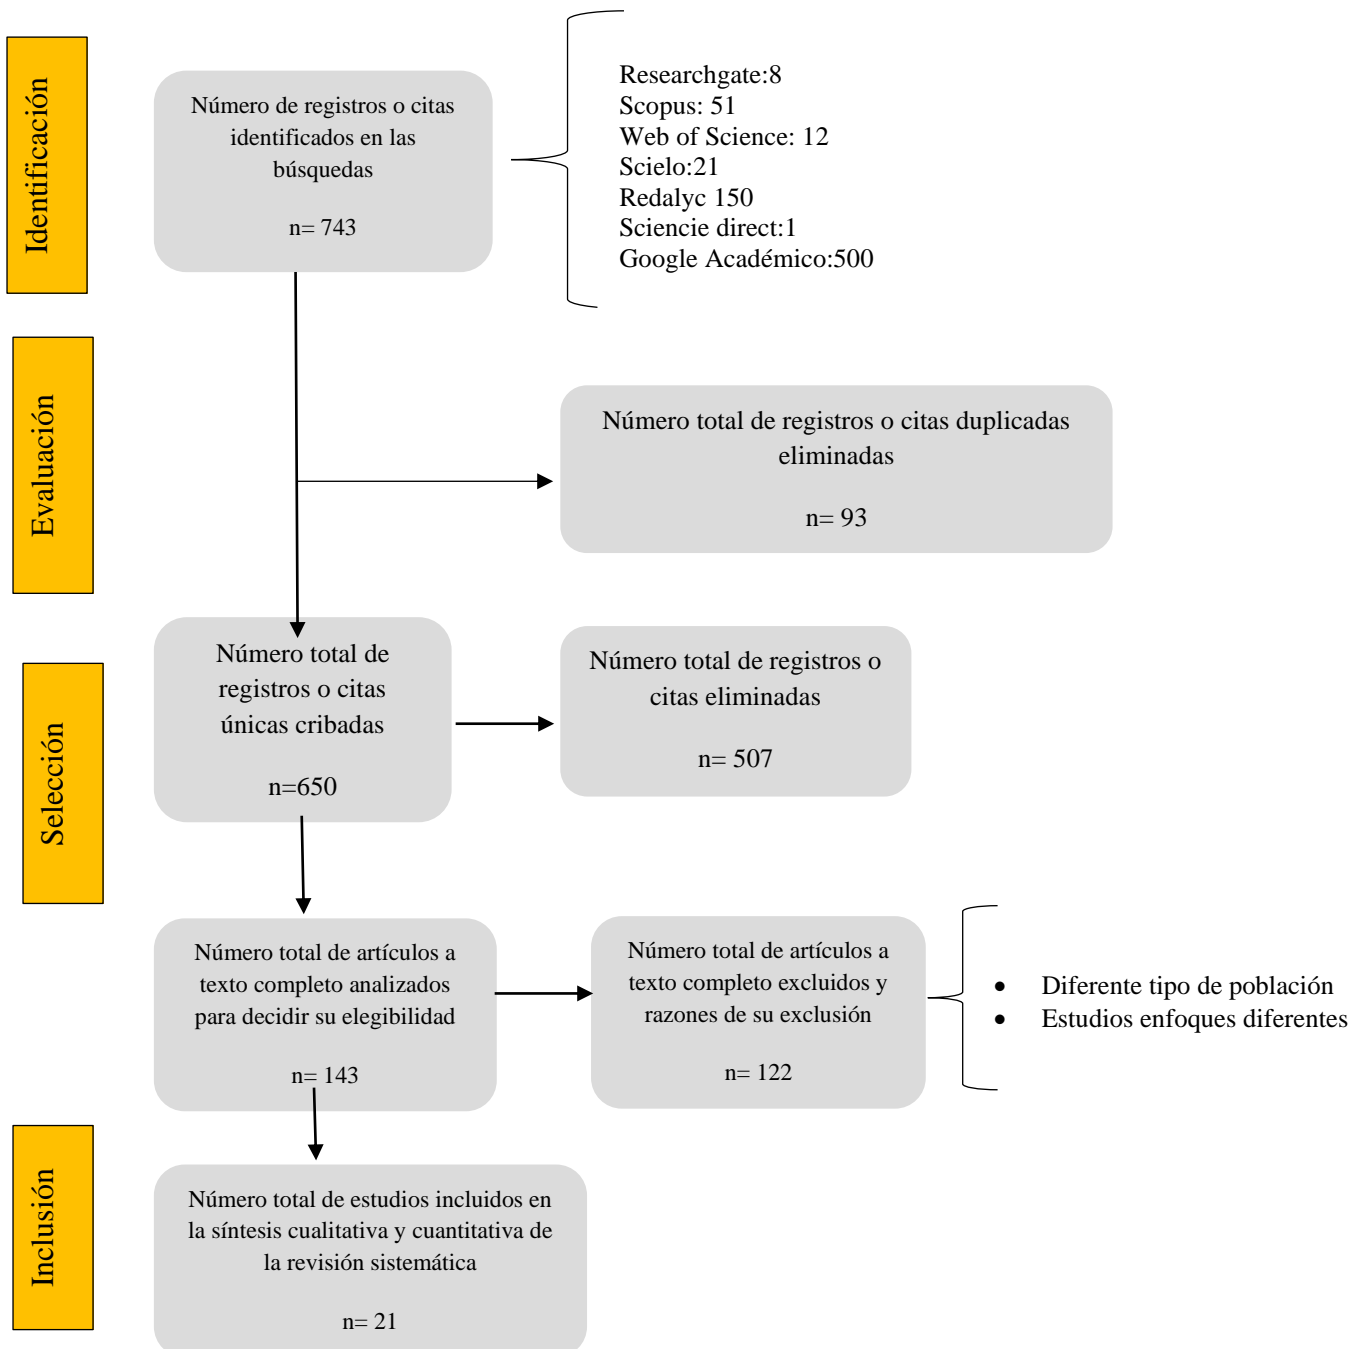 Identificación
Número de registros o citas
identificados en las
búsquedas
n= 743
Researchgate:8
Scopus: 51
Web of Science: 12
Scielo:21
Redalyc 150
Sciencie direct:1
Google Académico:500
Evaluación
Número total de registros o citas duplicadas
eliminadas
n= 93
Selección
Número total de
registros o citas
únicas cribadas
n=650
Número total de registros o
citas eliminadas
n= 507
Número total de artículos a
texto completo analizados
para decidir su elegibilidad
n= 143
Número total de artículos a
texto completo excluidos y
razones de su exclusión
n= 122
• Diferente tipo de población
• Estudios enfoques diferentes
Inclusión
Número total de estudios incluidos en
la síntesis cualitativa y cuantitativa de
la revisión sistemática
n= 21